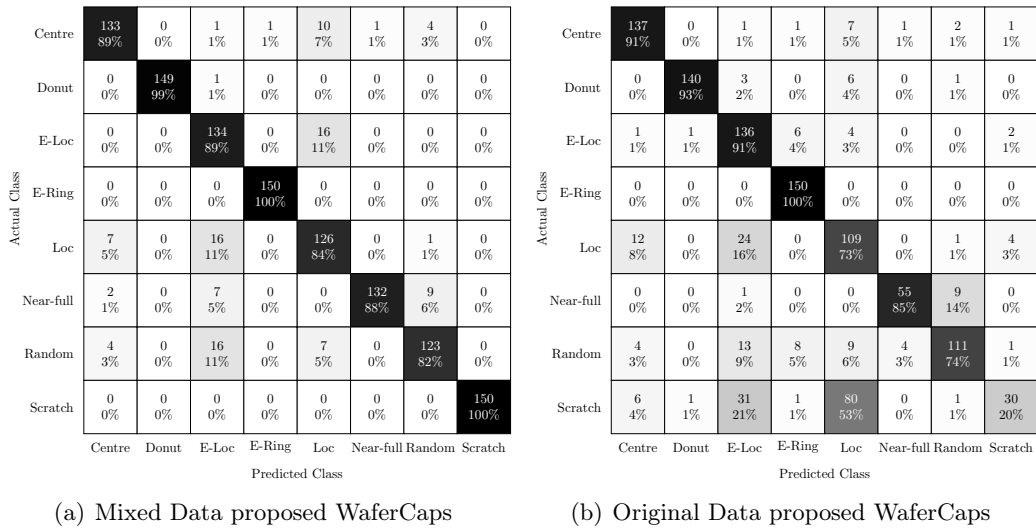 Centre 133 0 1 1 10 1 4 0
89% 0% 1% 1% 7% 1% 3% 0%
Donut 0 149 1 0 0 0 0 0
0% 99% 1% 0% 0% 0% 0% 0%
E-Loc 0 0 134 0 16 0 0 0
0% 0% 89% 0% 11% 0% 0% 0%
E-Ring 0 0 0 150 0 0 0 0
0% 0% 0% 100% 0% 0% 0% 0%
Loc 7 0 16 0 126 0 1 0
5% 0% 11% 0% 84% 0% 1% 0%
Near-full 2 0 7 0 0 132 9 0
1% 0% 5% 0% 0% 88% 6% 0%
Random 4 0 16 0 7 0 123 0
3% 0% 11% 0% 5% 0% 82% 0%
Scratch 0 0 0 0 0 0 0 150
0% 0% 0% 0% 0% 0% 0% 100%
Actual Class
Centre Donut E-Loc E-Ring Loc Near-full Random Scratch
Predicted Class
(a) Mixed Data proposed WaferCaps
Centre 137 0 1 1 7 1 2 1
91% 0% 1% 1% 5% 1% 1% 1%
Donut 0 140 3 0 6 0 1 0
0% 93% 2% 0% 4% 0% 1% 0%
E-Loc 1 1 136 6 4 0 0 2
1% 1% 91% 4% 3% 0% 0% 1%
E-Ring 0 0 0 150 0 0 0 0
0% 0% 0% 100% 0% 0% 0% 0%
Loc 12 0 24 0 109 0 1 4
8% 0% 16% 0% 73% 0% 1% 3%
Near-full 0 0 1 0 0 55 9 0
0% 0% 2% 0% 0% 85% 14% 0%
Random 4 0 13 8 9 4 111 1
3% 0% 9% 5% 6% 3% 74% 1%
Scratch 6 1 31 1 80 0 1 30
4% 1% 21% 1% 53% 0% 1% 20%
Actual Class
Centre Donut E-Loc E-Ring Loc Near-full Random Scratch
Predicted Class
(b) Original Data proposed WaferCaps